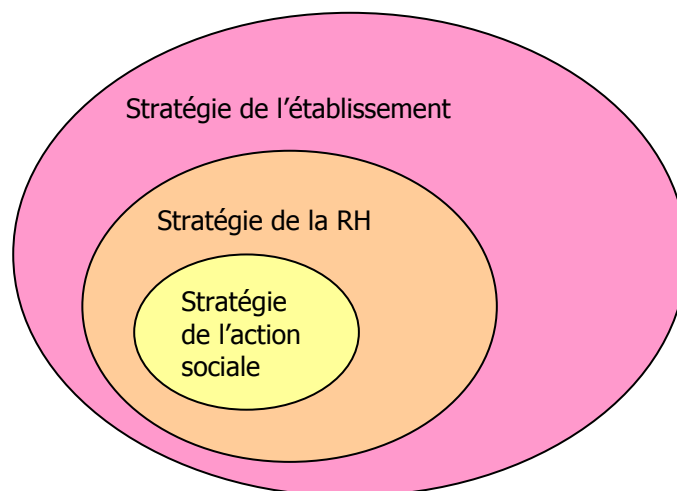 Stratégie de l’établissement
Stratégie de la RH
Stratégie
de l’action
sociale